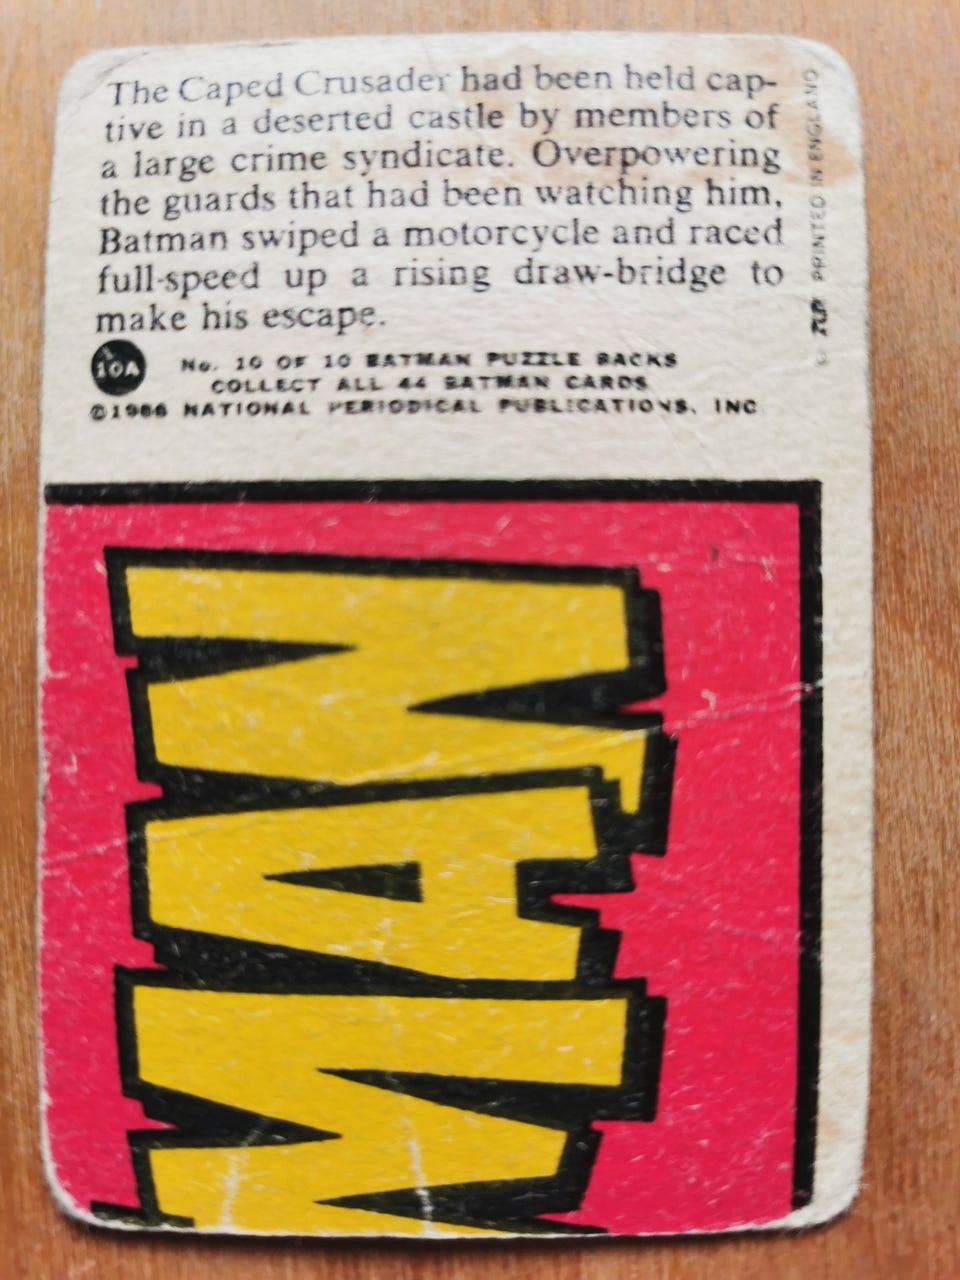 The Caped Crusader had been held cap-
tive in a deserted castle by members of
a large crime syndicate. Overpowering
the guards that had been watching him,
Batman swiped a motorcycle and raced
full-speed up a rising draw-bridge to
make his escape.
10A
No. 10 OF 10 BATMAN PUZZLE BACKS
COLLECT ALL 44 BATMAN CARDS
©1966 NATIONAL PERIODICAL PUBLICATIONS, INC
PRINTED IN ENGLAND
MAN